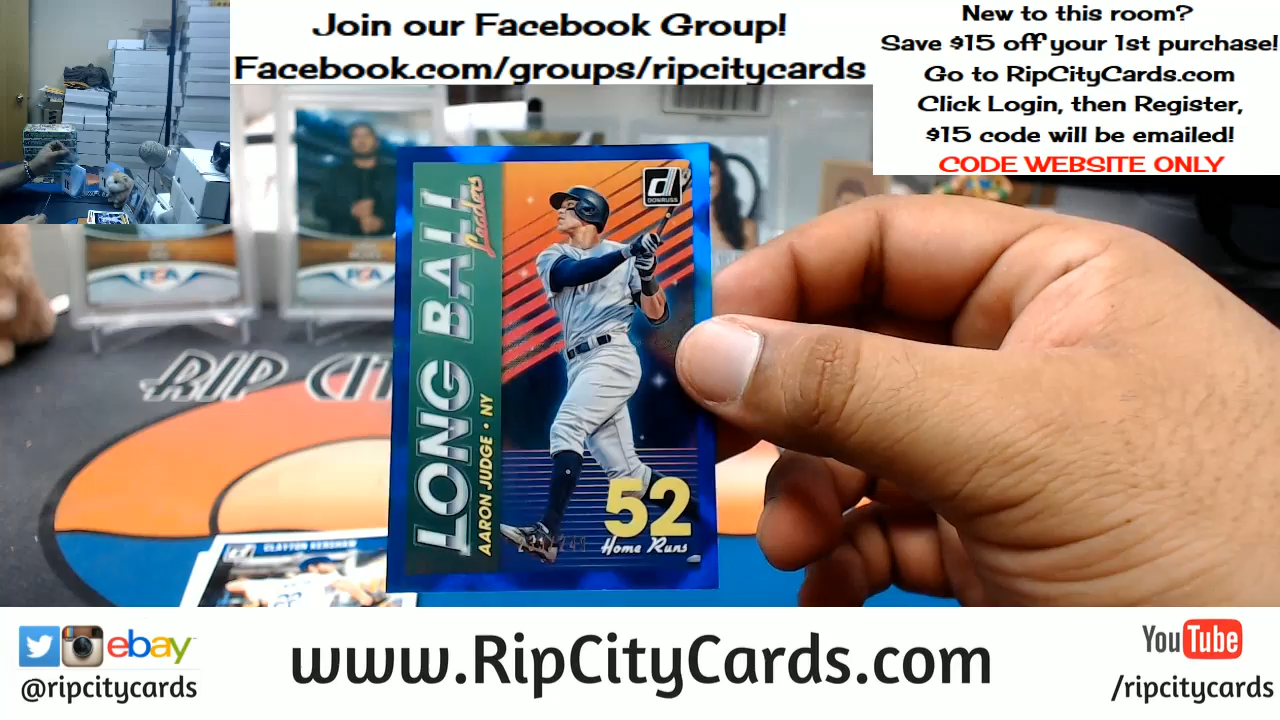 Join our Facebook Group!
Facebook.com/groups/ripcitycards
New to this room?
Save $15 off your 1st purchase!
Go to RipCityCards.com
Click Login, then Register,
$15 code will be emailed!
CODE WEBSITE ONLY
LONG BALL
Leaders
AARON JUDGE • NY
DONRUSS
52
Home Runs
RIP CIT
CLAYTON KERSHAW
ebay
@ripcitycards
www.RipCityCards.com
YouTube
/ripcitycards